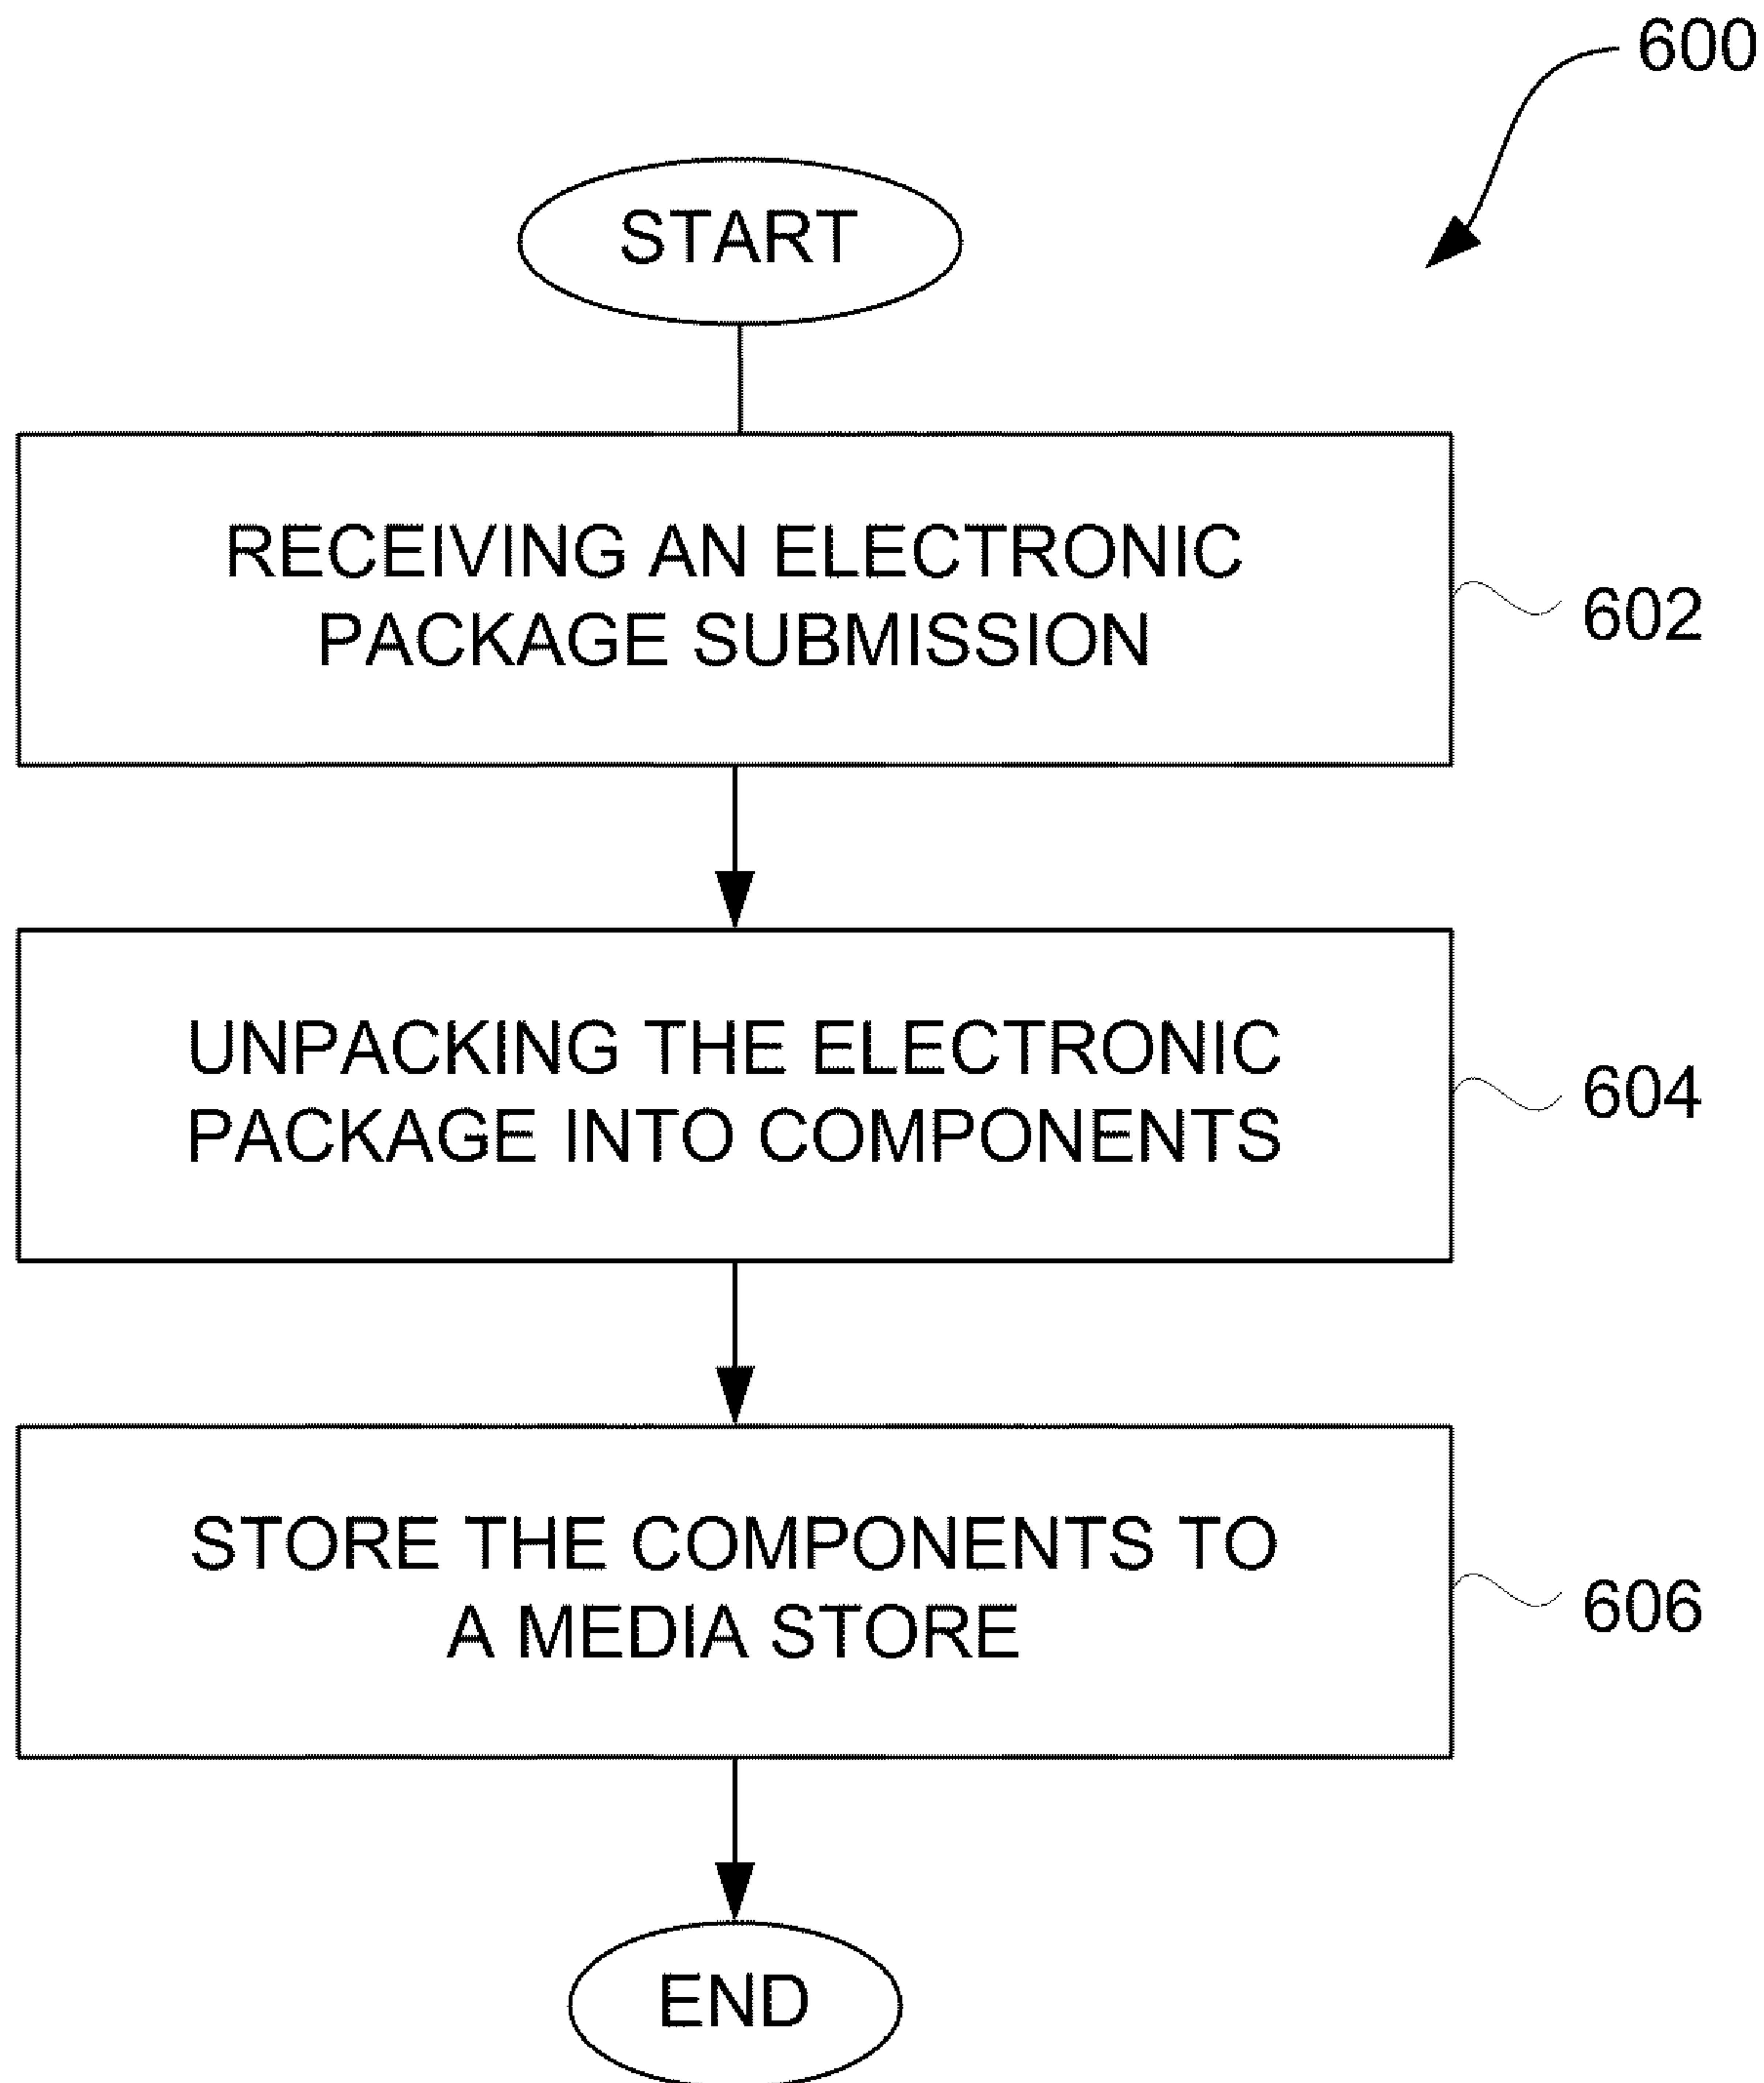 600
START
RECEIVING AN ELECTRONIC
PACKAGE SUBMISSION
602
UNPACKING THE ELECTRONIC
PACKAGE INTO COMPONENTS
604
STORE THE COMPONENTS TO
A MEDIA STORE
606
END